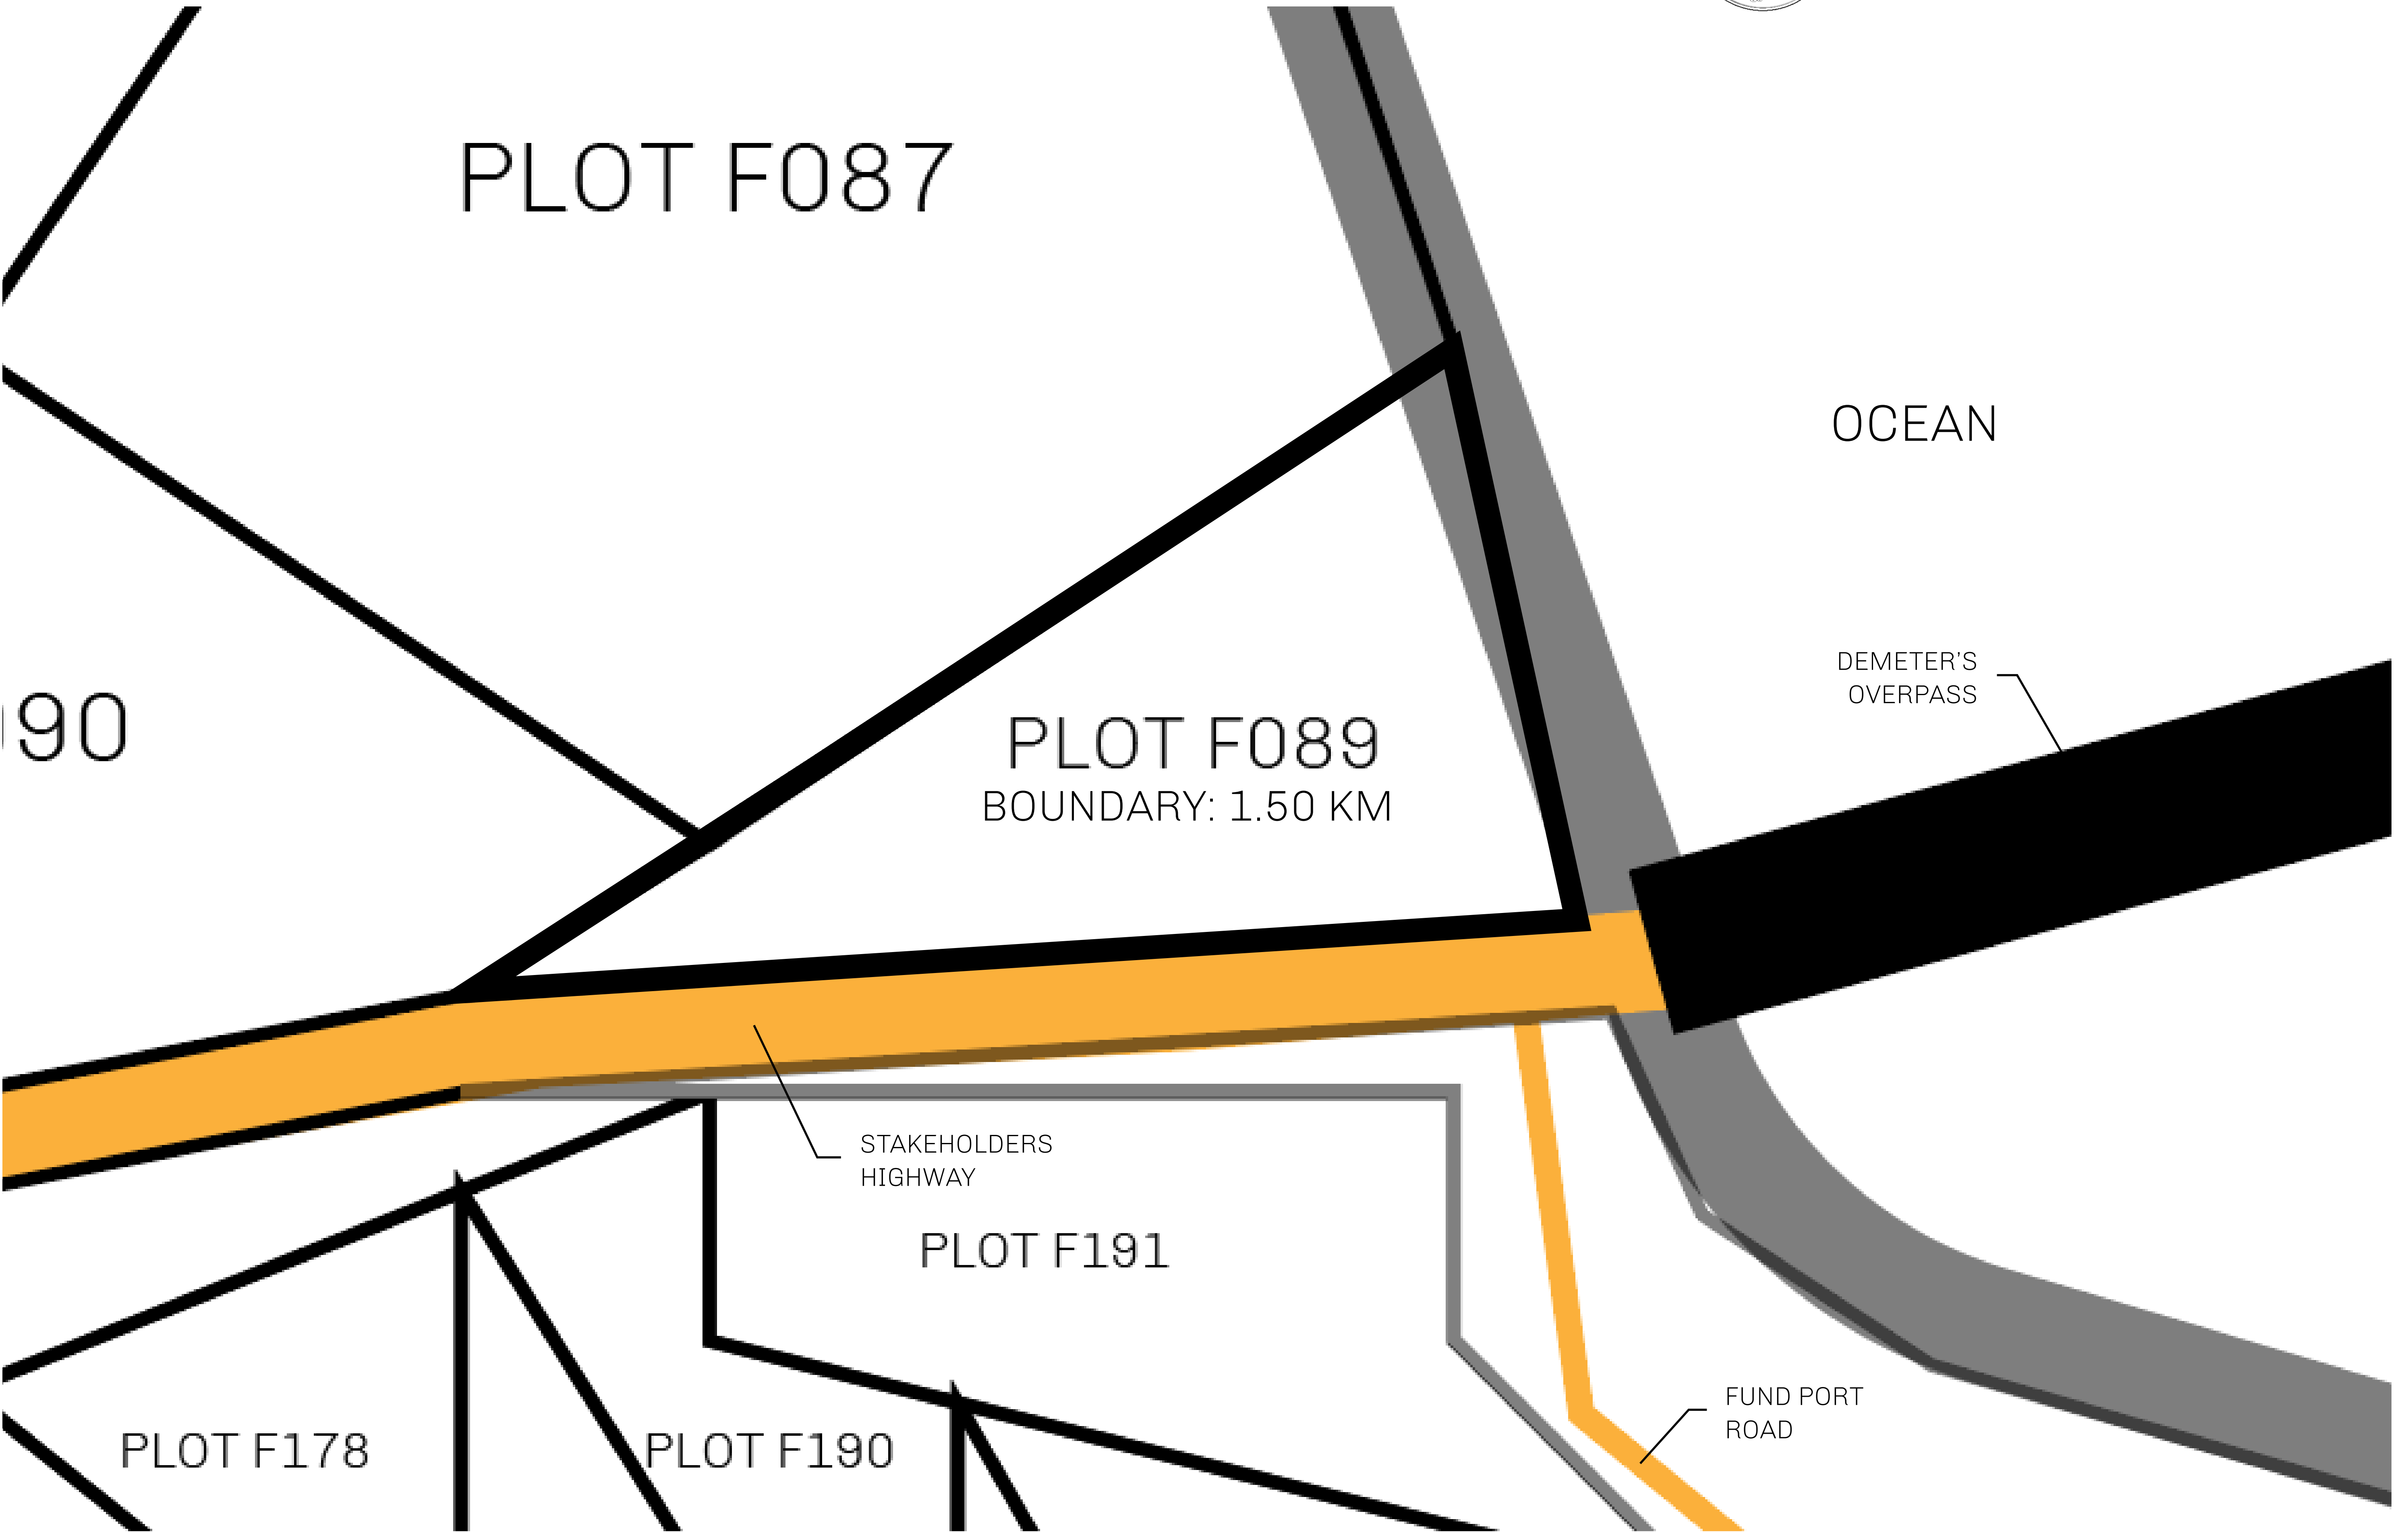 PLOT F087
OCEAN
DEMETER'S
OVERPASS
90
PLOT F089
BOUNDARY: 1.50 KM
STAKEHOLDERS
HIGHWAY
PLOT F191
FUND PORT
ROAD
PLOT F178
PLOT F190